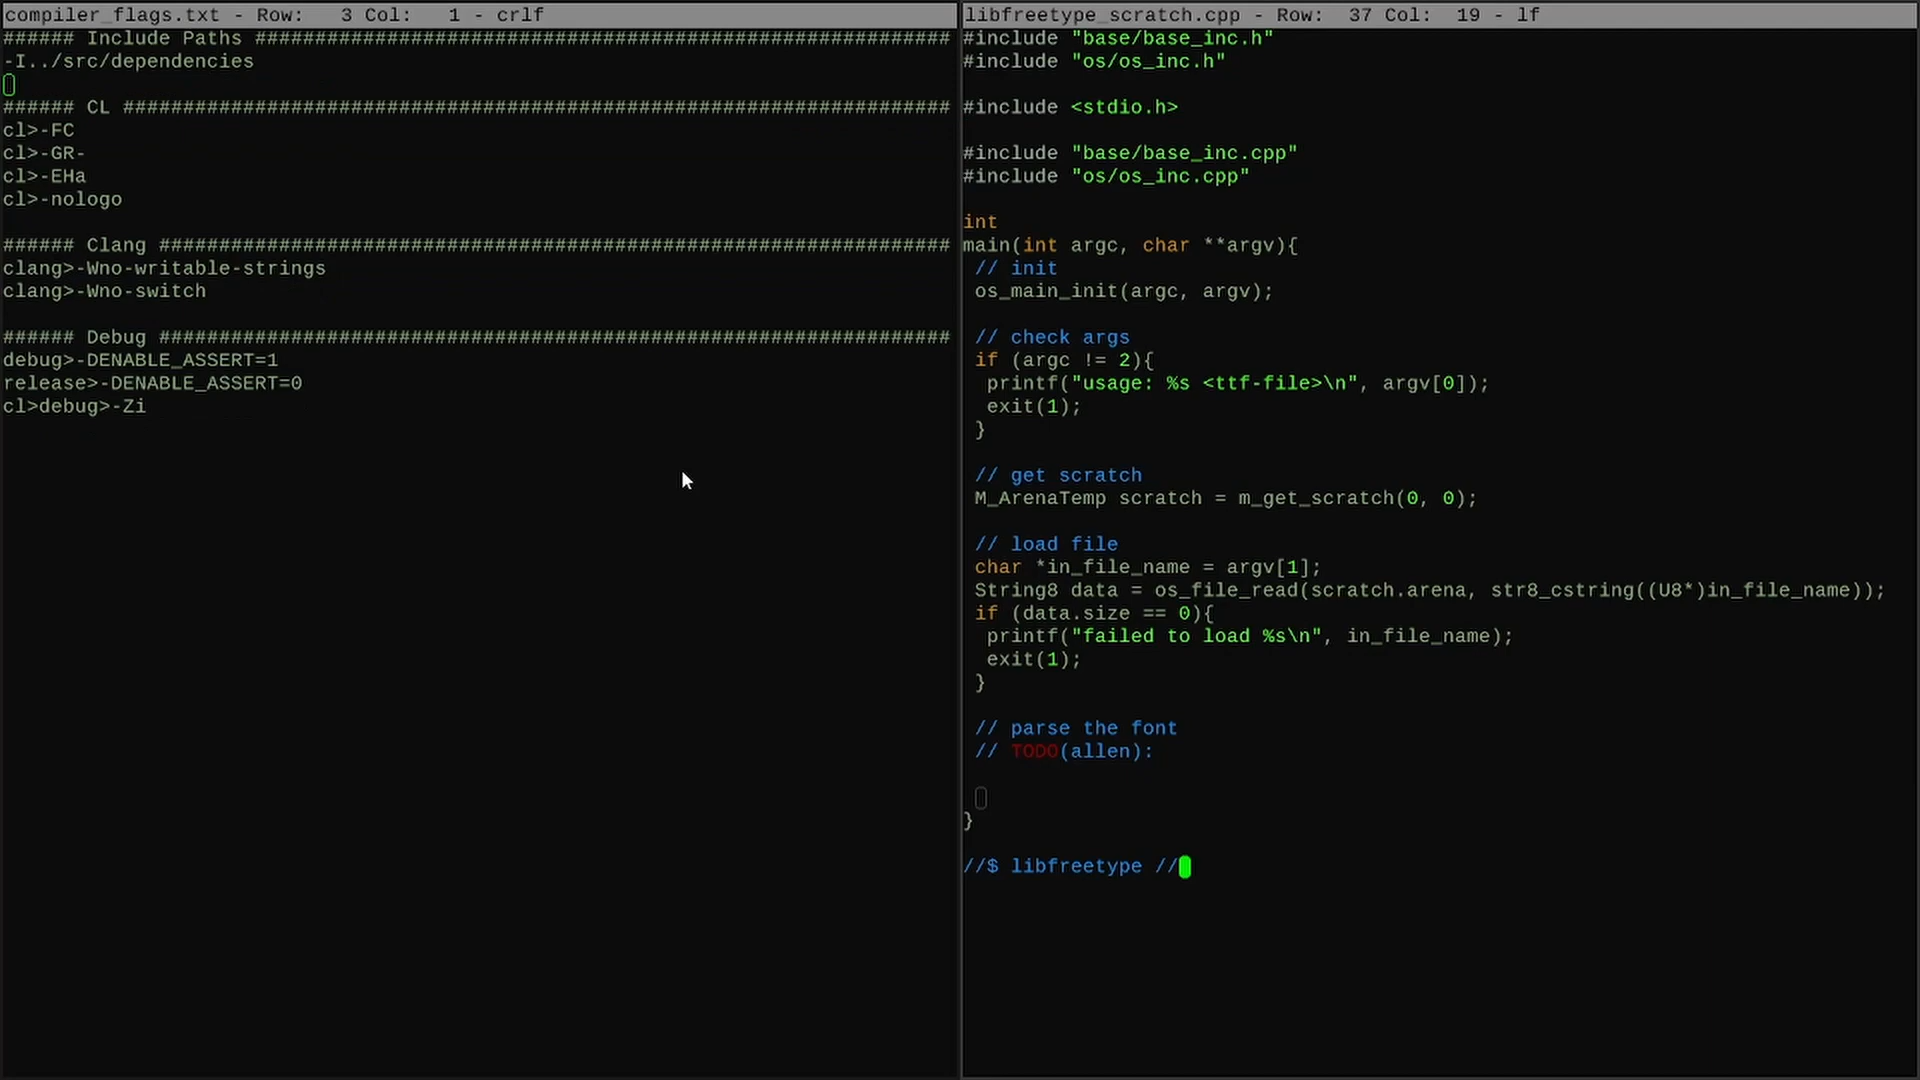 compiler_flags.txt - Row:   3 Col:   1 - crlf
###### Include Paths ##########################################################
-I../src/dependencies
###### CL #####################################################################
cl>-FC
cl>-GR-
cl>-EHa
cl>-nologo
###### Clang ##################################################################
clang>-Wno-writable-strings
clang>-Wno-switch
###### Debug ##################################################################
debug>-DENABLE_ASSERT=1
release>-DENABLE_ASSERT=0
cl>debug>-Zi
libfreetype_scratch.cpp - Row:  37 Col:  19 - lf
#include "base/base_inc.h"
#include "os/os_inc.h"
#include <stdio.h>
#include "base/base_inc.cpp"
#include "os/os_inc.cpp"
int
main(int argc, char **argv){
// init
os_main_init(argc, argv);
// check args
if (argc != 2){
printf("usage: %s <ttf-file>\n", argv[0]);
exit(1);
}
// get scratch
M_ArenaTemp scratch = m_get_scratch(0, 0);
// load file
char *in_file_name = argv[1];
String8 data = os_file_read(scratch.arena, str8_cstring((U8*)in_file_name));
if (data.size == 0){
printf("failed to load %s\n", in_file_name);
exit(1);
}
// parse the font
// TODO(allen):
}
//$ libfreetype //